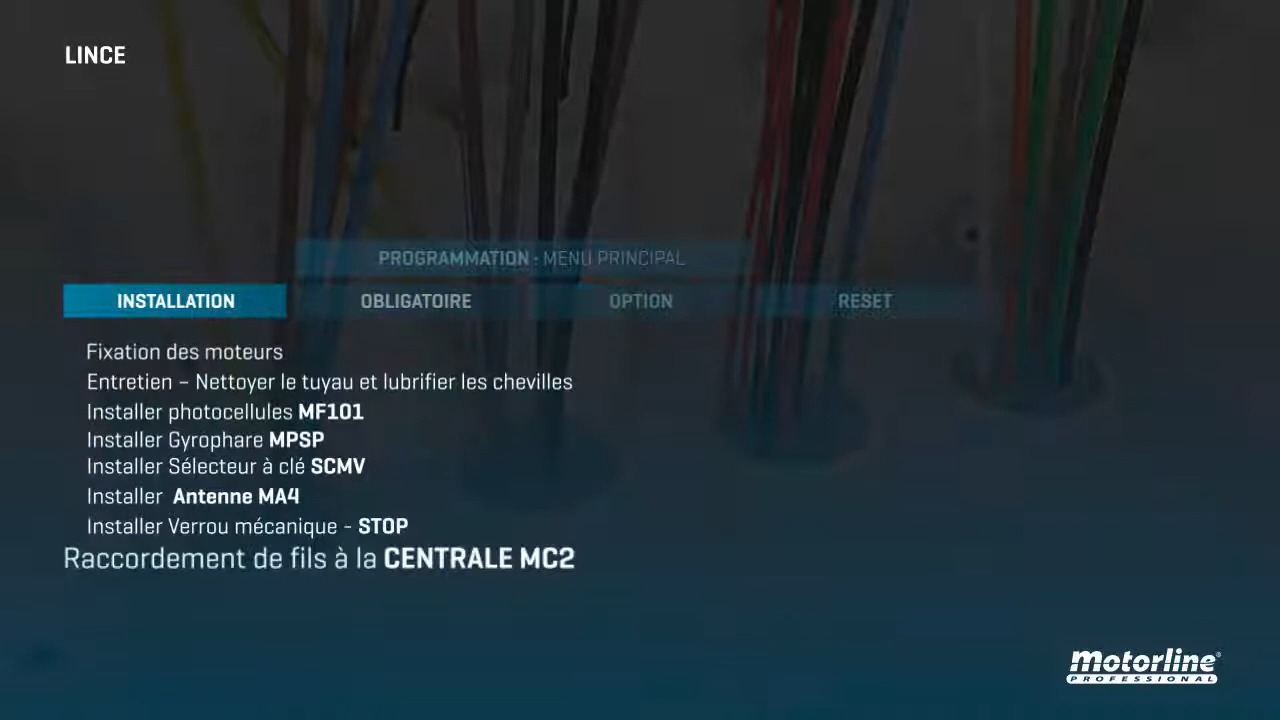 LINCE
PROGRAMMATION - MENU PRINCIPAL
INSTALLATION OBLIGATOIRE OPTION RESET
Fixation des moteurs
Entretien – Nettoyer le tuyau et lubrifier les chevilles
Installer photocellules MF101
Installer Gyrophare MPSP
Installer Sélecteur à clé SCMV
Installer Antenne MA4
Installer Verrou mécanique - STOP
Raccordement de fils à la CENTRALE MC2
motorline®
PROFESSIONAL